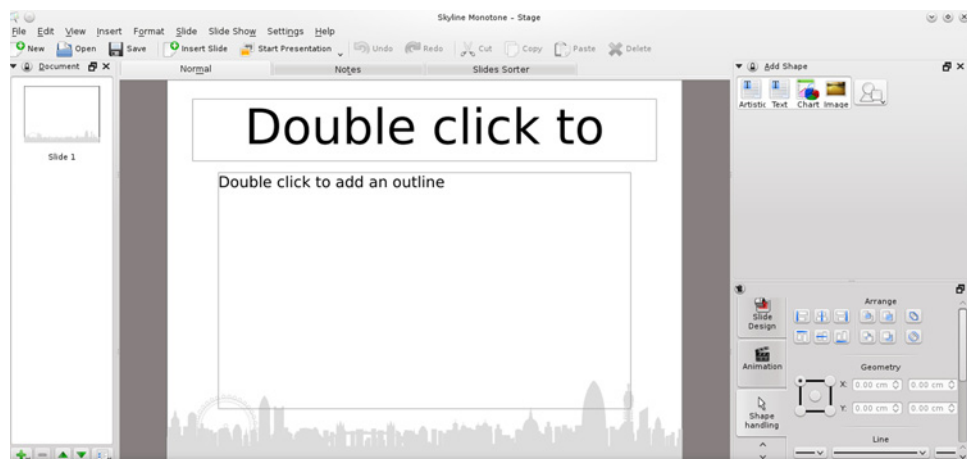 Skyline Monotone – Stage
File Edit View Insert Format Slide Slide Show Settings Help
New Open Save Insert Slide Start Presentation Undo Redo Cut Copy Paste Delete
Document
Normal Notes Slides Sorter
Add Shape
Artistic Text Chart Image
Slide 1
Double click to
Double click to add an outline
Slide Design
Animation
Shape handling
Arrange
Geometry
X: 0.00 cm 0.00 cm
Y: 0.00 cm 0.00 cm
Line